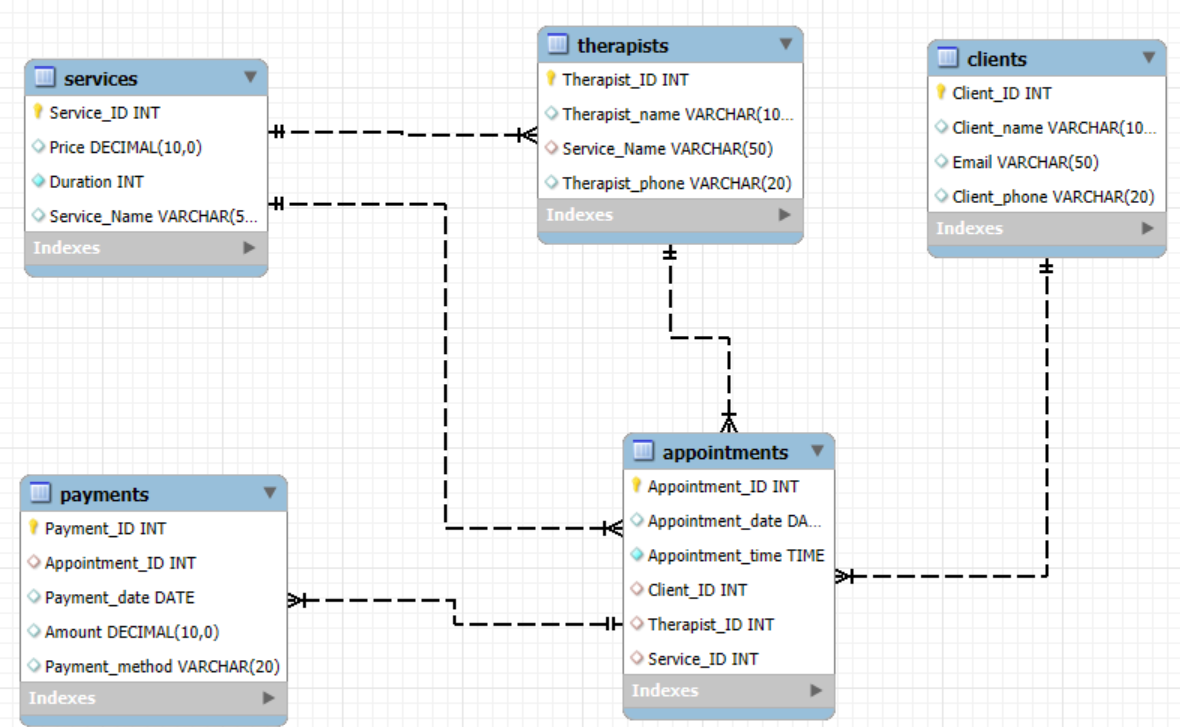 services
Service_ID INT
Price DECIMAL(10,0)
Duration INT
Service_Name VARCHAR(5...
Indexes
therapists
Therapist_ID INT
Therapist_name VARCHAR(10...
Service_Name VARCHAR(50)
Therapist_phone VARCHAR(20)
Indexes
clients
Client_ID INT
Client_name VARCHAR(10...
Email VARCHAR(50)
Client_phone VARCHAR(20)
Indexes
payments
Payment_ID INT
Appointment_ID INT
Payment_date DATE
Amount DECIMAL(10,0)
Payment_method VARCHAR(20)
Indexes
appointments
Appointment_ID INT
Appointment_date DA...
Appointment_time TIME
Client_ID INT
Therapist_ID INT
Service_ID INT
Indexes